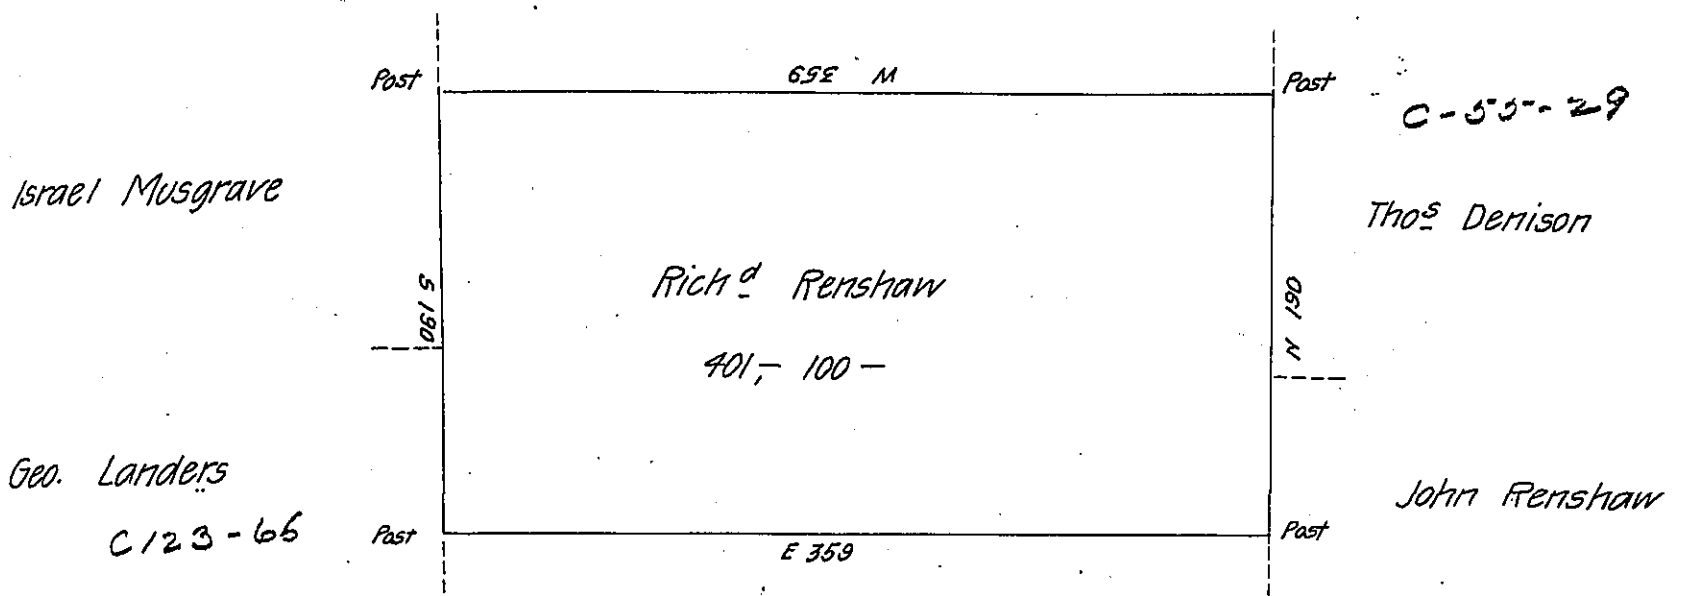 Post
W 359
Post
C-55-29
Israel Musgrave
Thos Denison
S 190
Richd Renshaw
N 190
401,- 100-
Geo. Landers
John Renshaw
C123-66
Post
E 359
Post